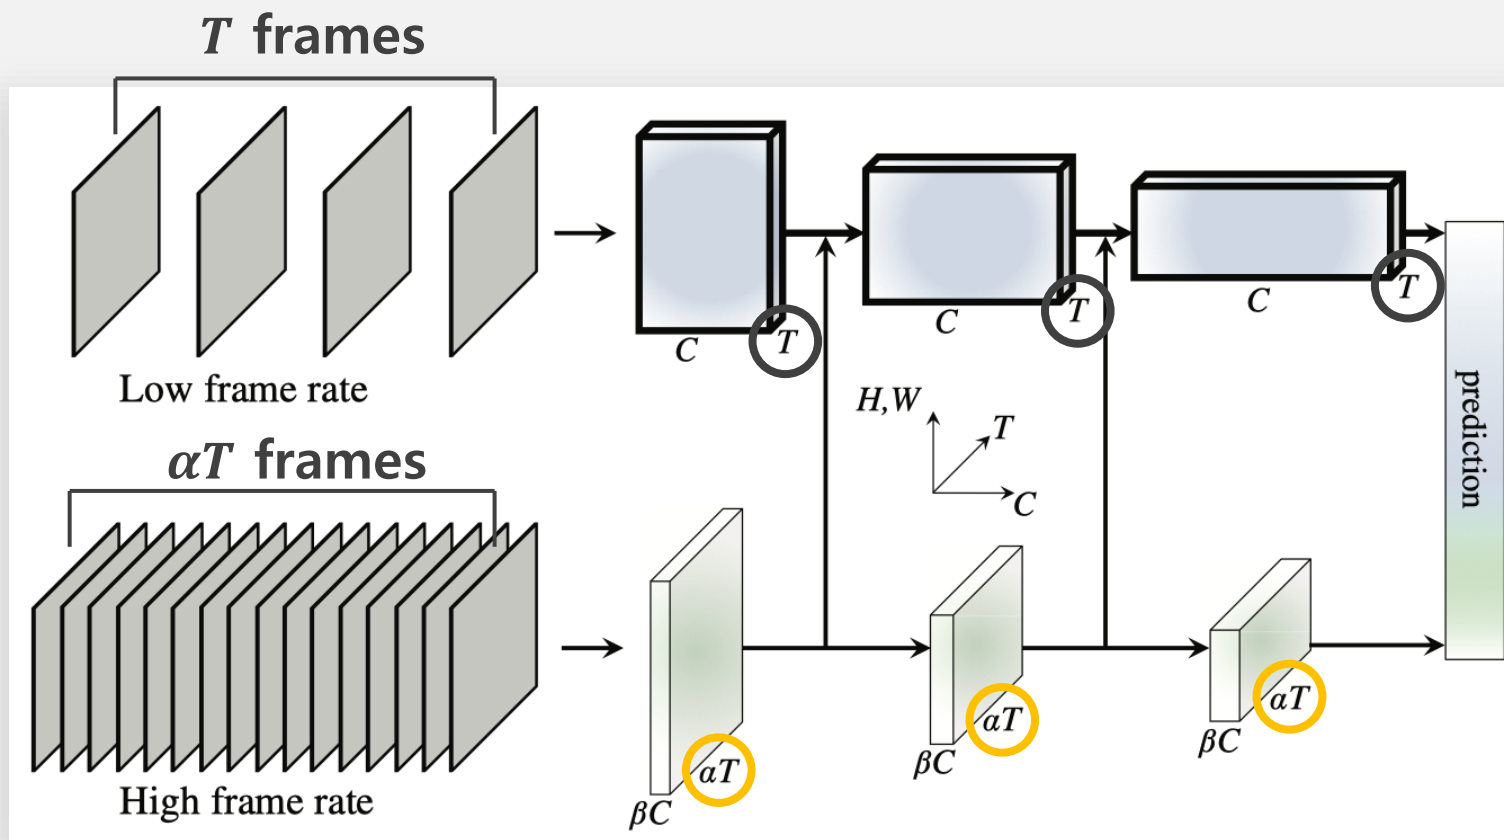 T frames
Low frame rate
C
T
C
T
C
T
H,W
T
C
prediction
αT frames
High frame rate
βC
αT
βC
αT
βC
αT